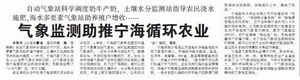 自动气象站科学调度奶牛产奶、土壤水分监测站指导农民浇水
施肥、海水多要素气象站助养殖户增收……
气象监测助推宁海循环农业